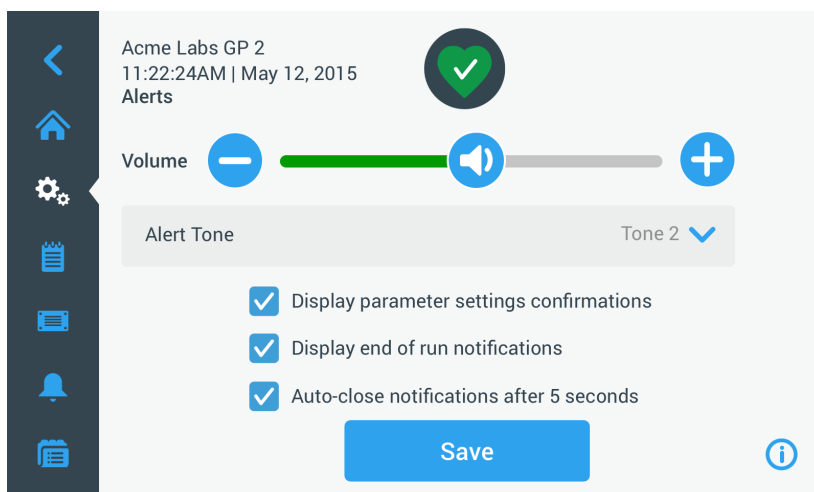 Acme Labs GP 2
11:22:24AM | May 12, 2015
Alerts
Volume
Alert Tone Tone 2
Display parameter settings confirmations
Display end of run notifications
Auto-close notifications after 5 seconds
Save